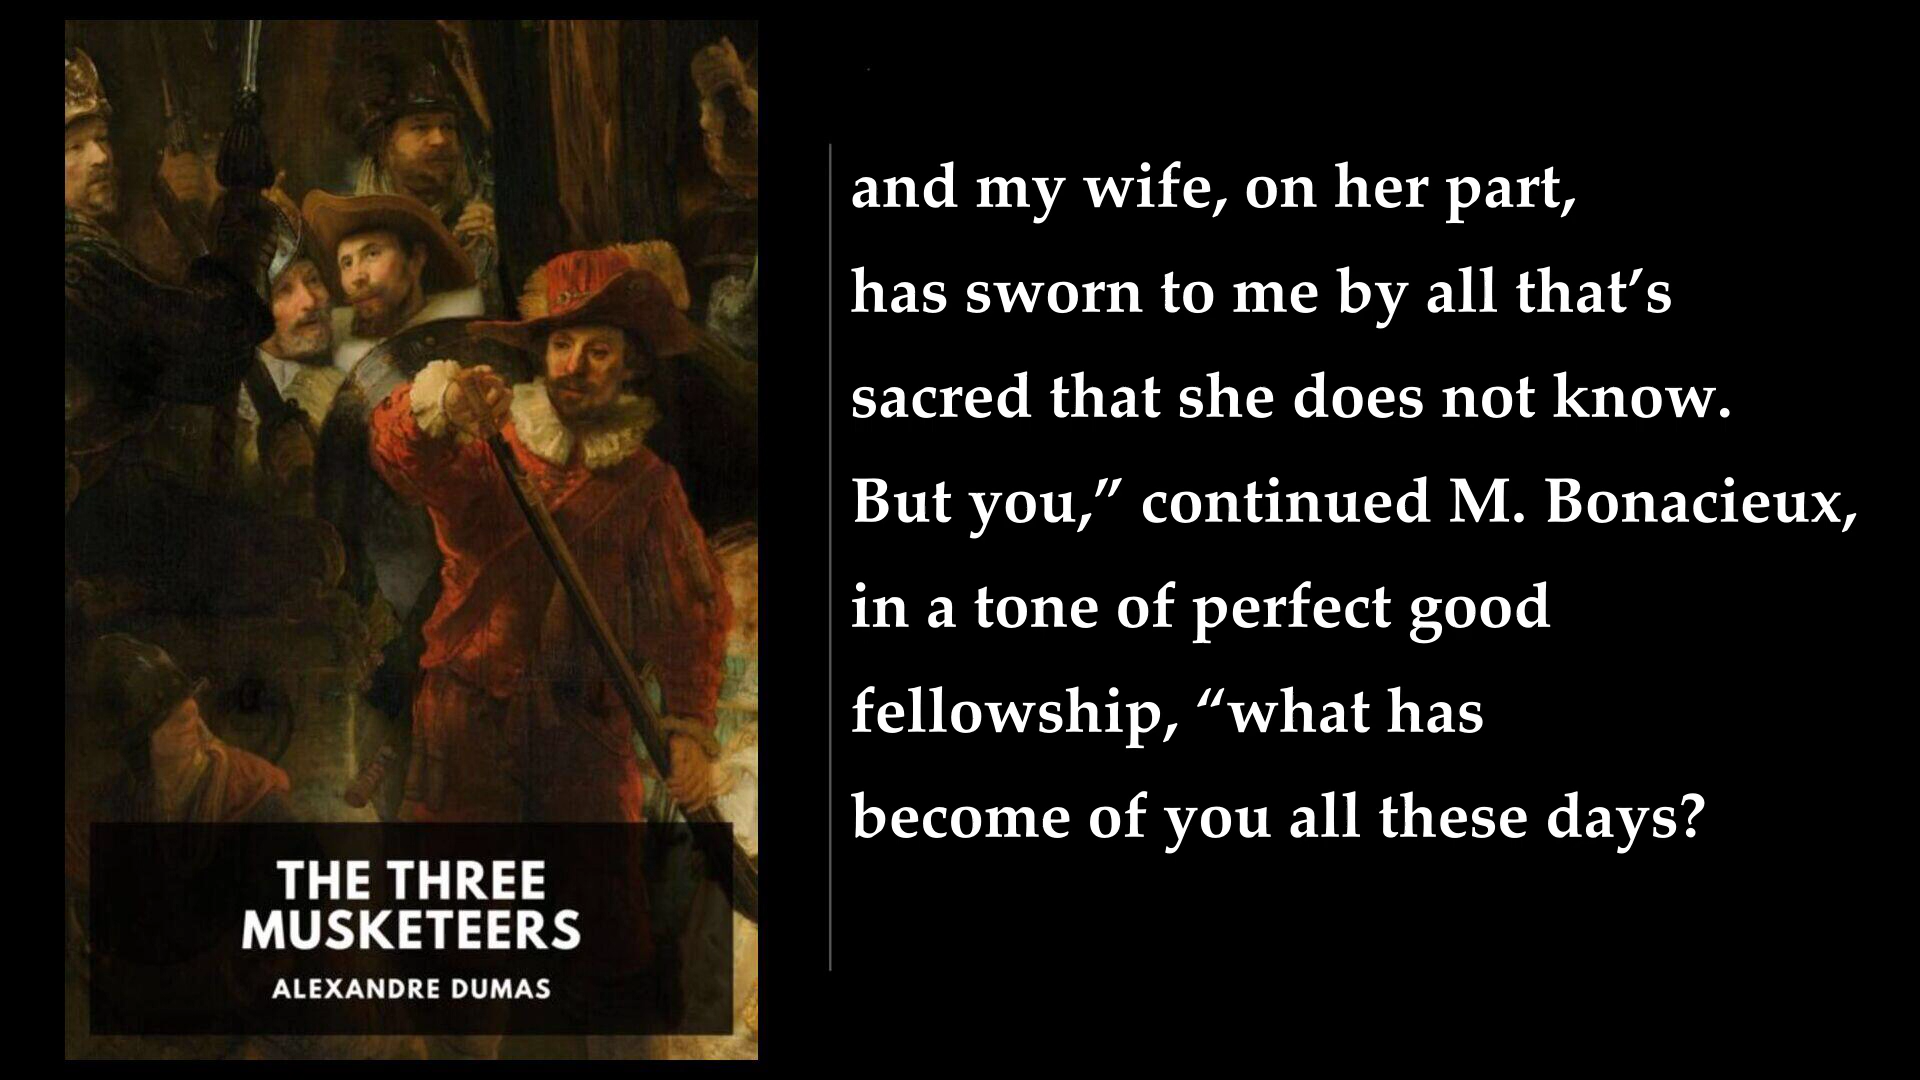 THE THREE
MUSKETEERS
ALEXANDRE DUMAS
and my wife, on her part,
has sworn to me by all that’s
sacred that she does not know.
But you,” continued M. Bonacieux,
in a tone of perfect good
fellowship, “what has
become of you all these days?